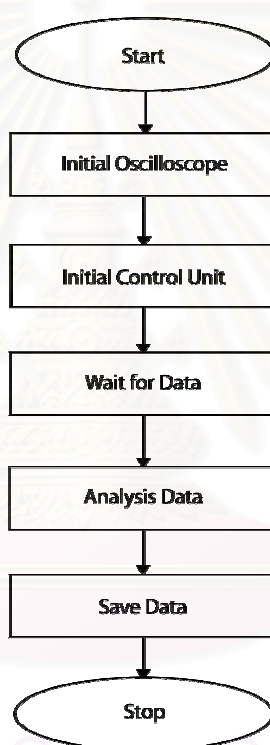 Start
Initial Oscilloscope
Initial Control Unit
Wait for Data
Analysis Data
Save Data
Stop